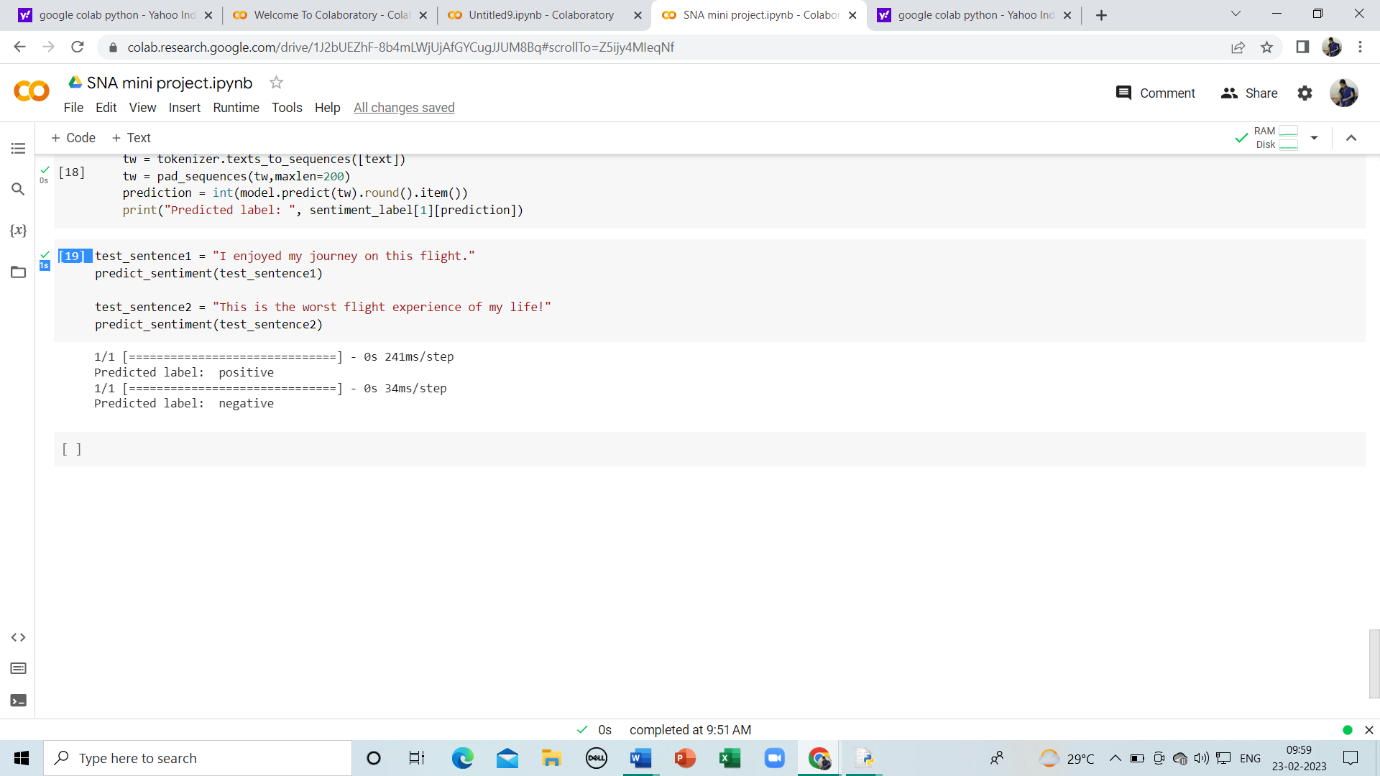 google colab python - Yahoo Ind
Welcome To Colaboratory - Cola
Untitled9.ipynb - Colaboratory
SNA mini project.ipynb - Colabor
google colab python - Yahoo Ind
colab.research.google.com/drive/1J2bUEZhF-8b4mLWjUjAfGYCugJJUM8Bq#scrollTo=Z5ijy4MIeqNf
SNA mini project.ipynb
File Edit View Insert Runtime Tools Help All changes saved
Comment Share
+ Code + Text
RAM
Disk
tw = tokenizer.texts_to_sequences([text])
[18]
0s
tw = pad_sequences(tw,maxlen=200)
prediction = int(model.predict(tw).round().item())
print("Predicted label: ", sentiment_label[1][prediction])
[19] test_sentence1 = "I enjoyed my journey on this flight."
1s
predict_sentiment(test_sentence1)
test_sentence2 = "This is the worst flight experience of my life!"
predict_sentiment(test_sentence2)
1/1 [==============================] - 0s 241ms/step
Predicted label:  positive
1/1 [==============================] - 0s 34ms/step
Predicted label:  negative
[ ]
{x}
0s completed at 9:51 AM
Type here to search
DELL
29°C
ENG
09:59
23-02-2023